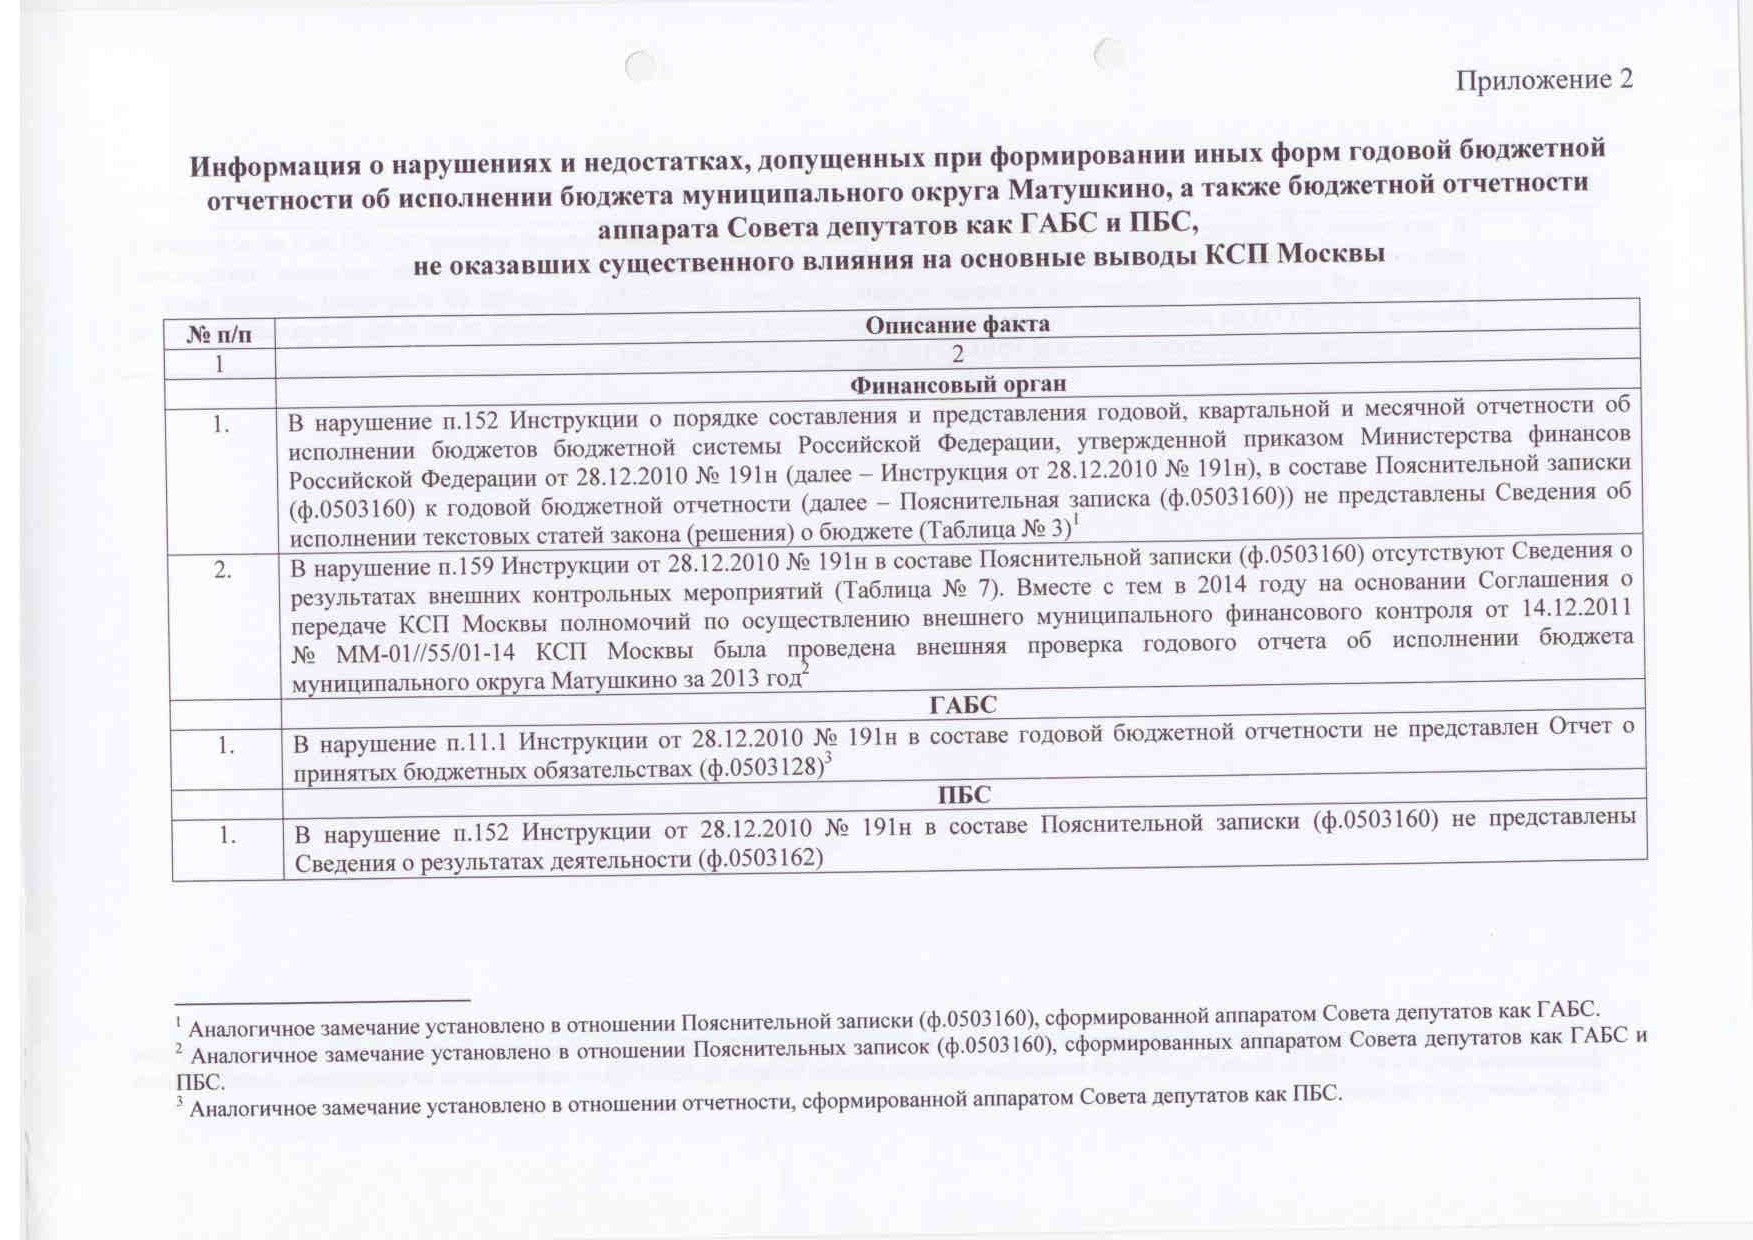 Приложение 2
Информация о нарушениях и недостатках, допущенных при формировании иных форм годовой бюджетной
отчетности об исполнении бюджета муниципального округа Матушкино, а также бюджетной отчетности
аппарата Совета депутатов как ГАБС и ПБС,
не оказавших существенного влияния на основные выводы КСП Москвы
№ п/п Описание факта
1 2
Финансовый орган
1. В нарушение п.152 Инструкции о порядке составления и представления годовой, квартальной и месячной отчетности об
исполнении бюджетов бюджетной системы Российской Федерации, утвержденной приказом Министерства финансов
Российской Федерации от 28.12.2010 № 191н (далее – Инструкция от 28.12.2010 № 191н), в составе Пояснительной записки
(ф.0503160) к годовой бюджетной отчетности (далее – Пояснительная записка (ф.0503160)) не представлены Сведения об
исполнении текстовых статей закона (решения) о бюджете (Таблица № 3)¹
2. В нарушение п.159 Инструкции от 28.12.2010 № 191н в составе Пояснительной записки (ф.0503160) отсутствуют Сведения о
результатах внешних контрольных мероприятий (Таблица № 7). Вместе с тем в 2014 году на основании Соглашения о
передаче КСП Москвы полномочий по осуществлению внешнего муниципального финансового контроля от 14.12.2011
№ ММ-01//55/01-14 КСП Москвы была проведена внешняя проверка годового отчета об исполнении бюджета
муниципального округа Матушкино за 2013 год²
ГАБС
1. В нарушение п.11.1 Инструкции от 28.12.2010 № 191н в составе годовой бюджетной отчетности не представлен Отчет о
принятых бюджетных обязательствах (ф.0503128)³
ПБС
1. В нарушение п.152 Инструкции от 28.12.2010 № 191н в составе Пояснительной записки (ф.0503160) не представлены
Сведения о результатах деятельности (ф.0503162)
¹ Аналогичное замечание установлено в отношении Пояснительной записки (ф.0503160), сформированной аппаратом Совета депутатов как ГАБС.
² Аналогичное замечание установлено в отношении Пояснительных записок (ф.0503160), сформированных аппаратом Совета депутатов как ГАБС и
ПБС.
³ Аналогичное замечание установлено в отношении отчетности, сформированной аппаратом Совета депутатов как ПБС.